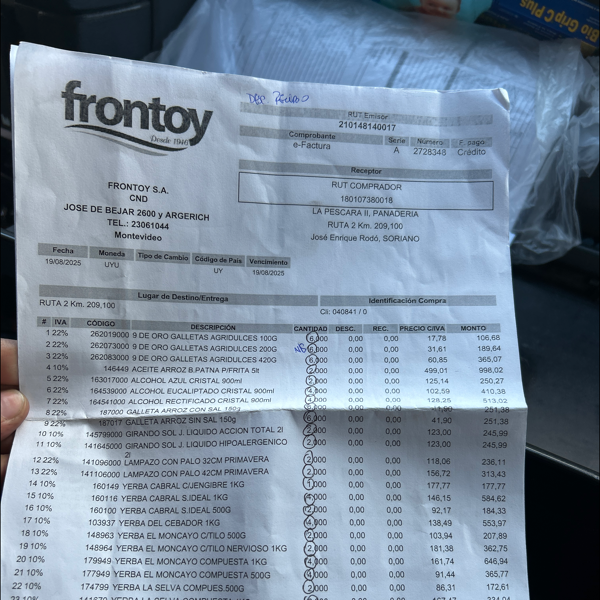 Bio Grip C Plus
frontoy
Desde 1946
RUT Emisor
210148140017
Comprobante Serie Número F. pago
e-Factura A 2728348 Crédito
Receptor
RUT COMPRADOR
180107380018
FRONTOY S.A.
CND
JOSE DE BEJAR 2600 y ARGERICH
TEL.: 23061044
Montevideo
LA PESCARA II, PANADERIA
RUTA 2 Km. 209,100
José Enrique Rodó, SORIANO
Fecha Moneda Tipo de Cambio Código de País Vencimiento
19/08/2025 UYU UY 19/08/2025
Lugar de Destino/Entrega Identificación Compra
RUTA 2 Km. 209,100 Cli: 040841 / 0
# IVA CÓDIGO DESCRIPCIÓN CANTIDAD DESC. REC. PRECIO C/IVA MONTO
1 22% 262019000 9 DE ORO GALLETAS AGRIDULCES 100G 6,000 0,00 0,00 17,78 106,68
2 22% 262073000 9 DE ORO GALLETAS AGRIDULCES 200G 6,000 0,00 0,00 31,61 189,64
3 22% 262083000 9 DE ORO GALLETAS AGRIDULCES 420G 6,000 0,00 0,00 60,85 365,07
4 10% 146449 ACEITE ARROZ B.PATNA P/FRITA 5lt 2,000 0,00 0,00 499,01 998,02
5 22% 163017000 ALCOHOL AZUL CRISTAL 900ml 2,000 0,00 0,00 125,14 250,27
6 22% 164539000 ALCOHOL EUCALIPTADO CRISTAL 900ml 4,000 0,00 0,00 102,59 410,38
7 22% 164541000 ALCOHOL RECTIFICADO CRISTAL 900ml 4,000 0,00 0,00 128,25 513,02
8 22% 187000 GALLETA ARROZ CON SAL 150g 6,000 0,00 0,00 41,90 251,38
9 22% 187017 GALLETA ARROZ SIN SAL 150g 6,000 0,00 0,00 41,90 251,38
10 10% 145799000 GIRANDO SOL J. LIQUIDO ACCION TOTAL 2l 2,000 0,00 0,00 123,00 245,99
11 10% 141645000 GIRANDO SOL J. LIQUIDO HIPOALERGENICO 2,000 0,00 0,00 123,00 245,99
2l
12 22% 141096000 LAMPAZO CON PALO 32CM PRIMAVERA 2,000 0,00 0,00 118,06 236,11
13 22% 141106000 LAMPAZO CON PALO 42CM PRIMAVERA 2,000 0,00 0,00 156,72 313,43
14 10% 160149 YERBA CABRAL C/JENGIBRE 1KG 1,000 0,00 0,00 177,77 177,77
15 10% 160116 YERBA CABRAL S.IDEAL 1KG 4,000 0,00 0,00 146,15 584,62
16 10% 160100 YERBA CABRAL S.IDEAL 500G 2,000 0,00 0,00 92,17 184,33
17 10% 103937 YERBA DEL CEBADOR 1KG 4,000 0,00 0,00 138,49 553,97
18 10% 148963 YERBA EL MONCAYO C/TILO 500G 2,000 0,00 0,00 103,94 207,89
19 10% 148964 YERBA EL MONCAYO C/TILO NERVIOSO 1KG 2,000 0,00 0,00 181,38 362,75
20 10% 179949 YERBA EL MONCAYO COMPUESTA 1KG 4,000 0,00 0,00 161,74 646,94
21 10% 177949 YERBA EL MONCAYO COMPUESTA 500G 4,000 0,00 0,00 91,44 365,77
22 10% 174799 YERBA LA SELVA COMPUES.500G 2,000 0,00 0,00 86,31 172,61